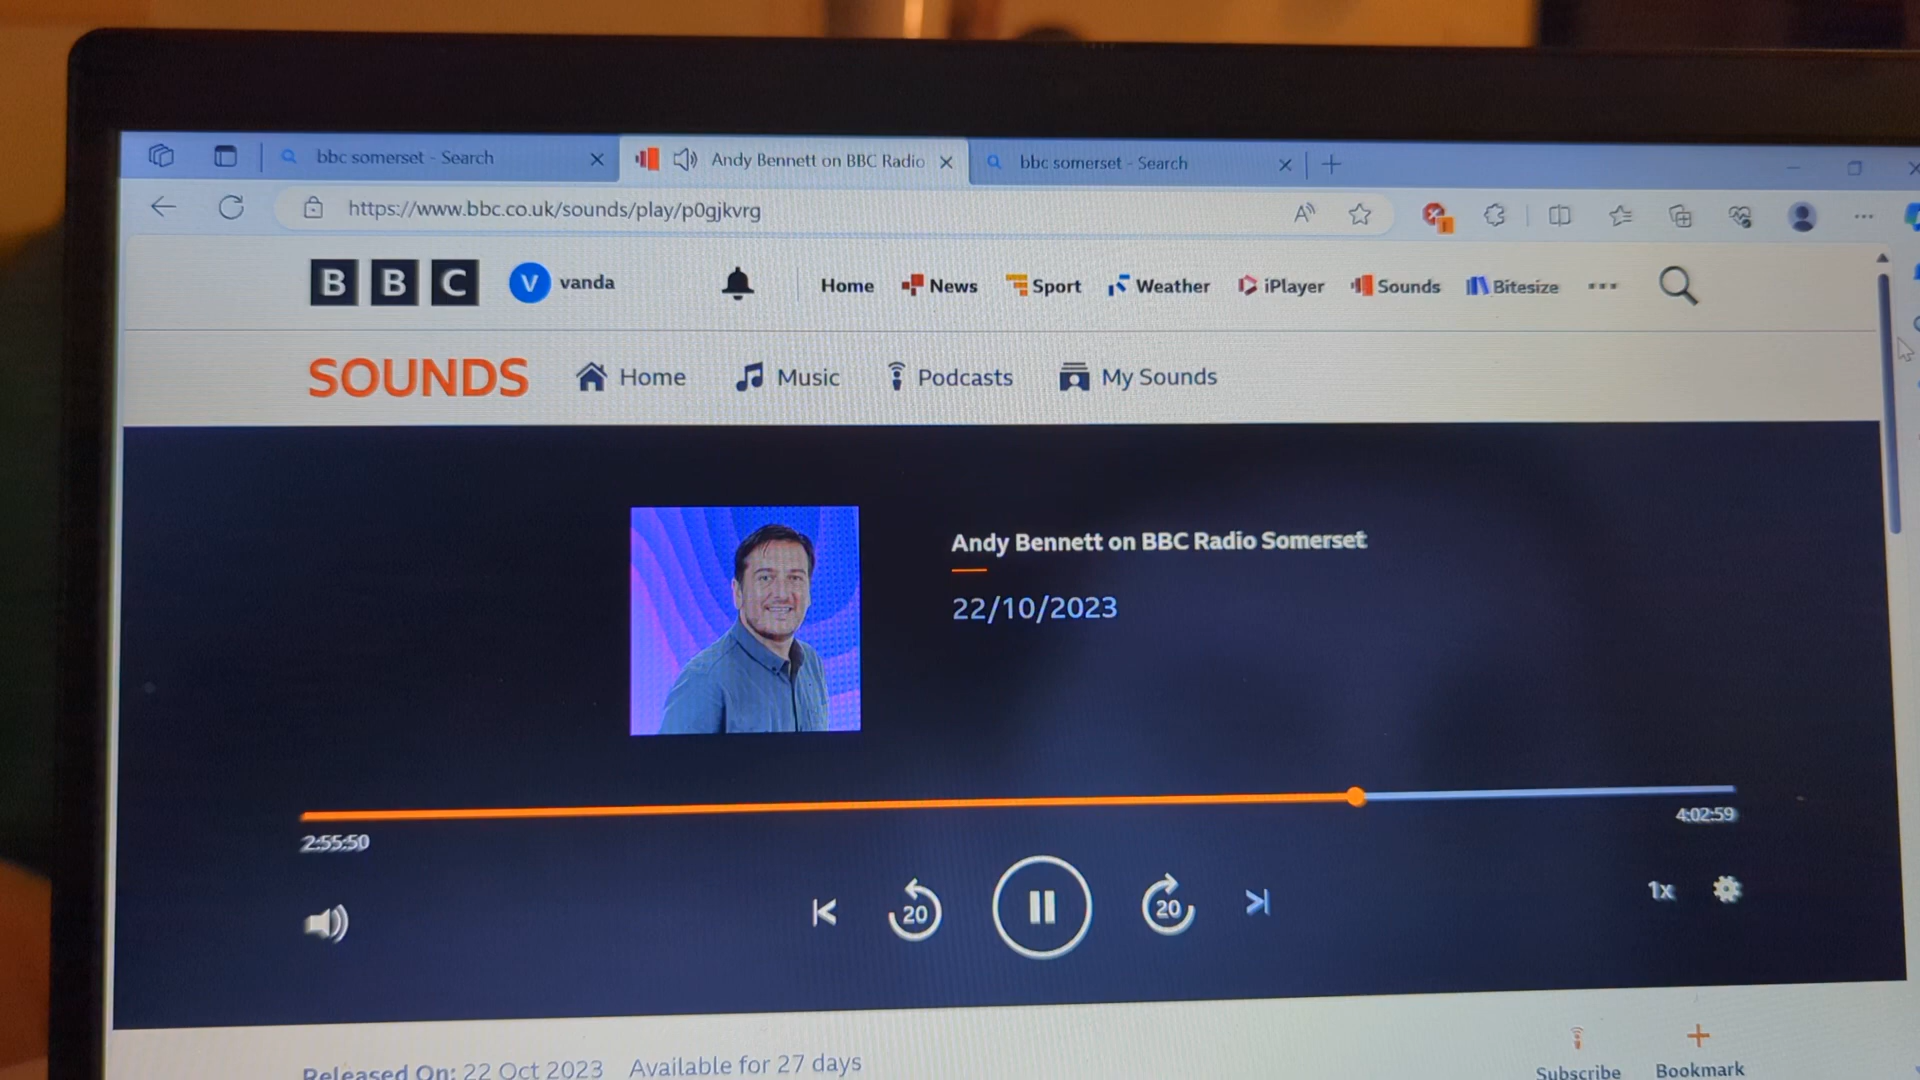 bbc somerset - Search
Andy Bennett on BBC Radio
bbc somerset - Search
https://www.bbc.co.uk/sounds/play/p0gjkvrg
BBC
V vanda
Home News Sport Weather iPlayer Sounds Bitesize
SOUNDS Home Music Podcasts My Sounds
Andy Bennett on BBC Radio Somerset
22/10/2023
2:55:50
4:02:59
20
20
1x
Released On: 22 Oct 2023 Available for 27 days
Subscribe Bookmark